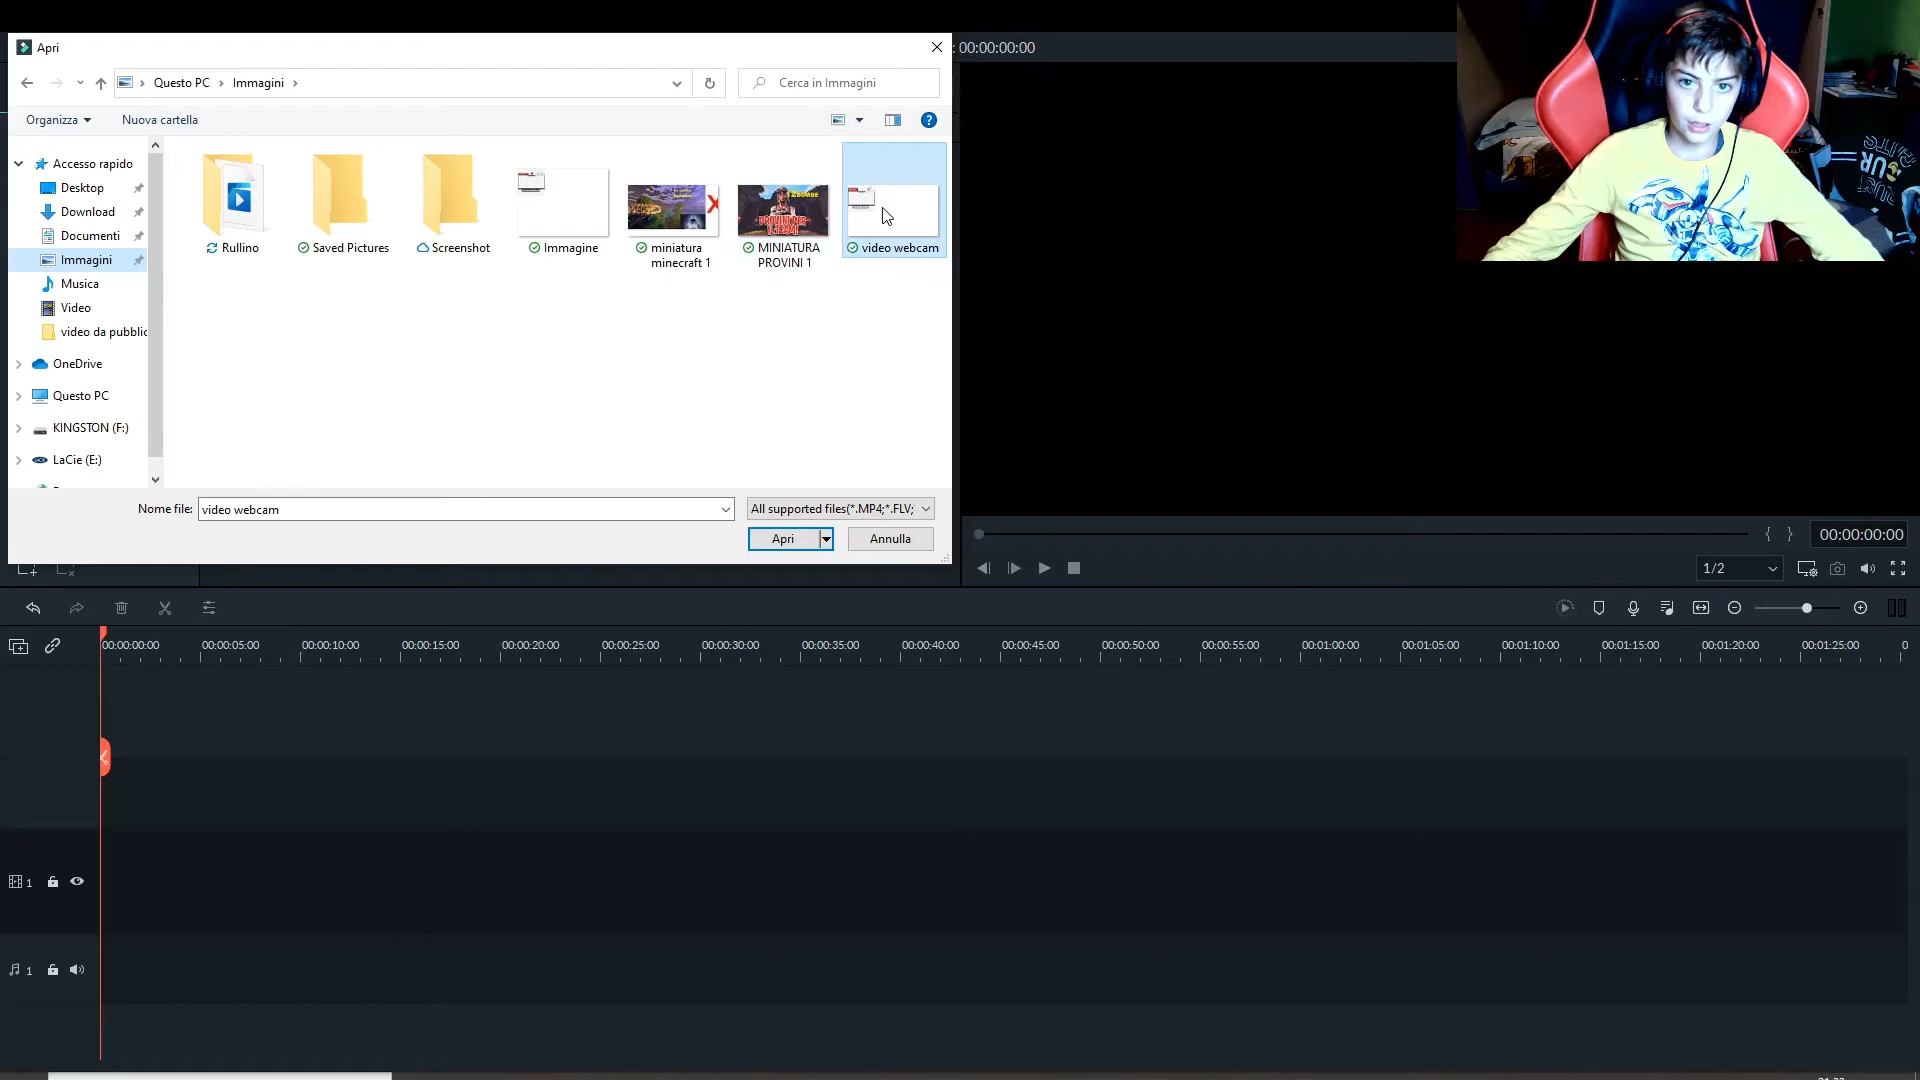 Apri
: 00:00:00:00
Questo PC
Immagini
Cerca in Immagini
Organizza
Nuova cartella
Accesso rapido
Desktop
Download
Documenti
Immagini
Musica
Video
video da pubblic
OneDrive
Questo PC
KINGSTON (F:)
LaCie (E:)
Rullino
Saved Pictures
Screenshot
Immagine
miniatura
minecraft 1
MINIATURA
PROVINI 1
video webcam
Nome file:
video webcam
All supported files(*.MP4;*.FLV;
Apri
Annulla
00:00:00:00
1/2
00:00:00:00
00:00:05:00
00:00:10:00
00:00:15:00
00:00:20:00
00:00:25:00
00:00:30:00
00:00:35:00
00:00:40:00
00:00:45:00
00:00:50:00
00:00:55:00
00:01:00:00
00:01:05:00
00:01:10:00
00:01:15:00
00:01:20:00
00:01:25:00
0
1
1